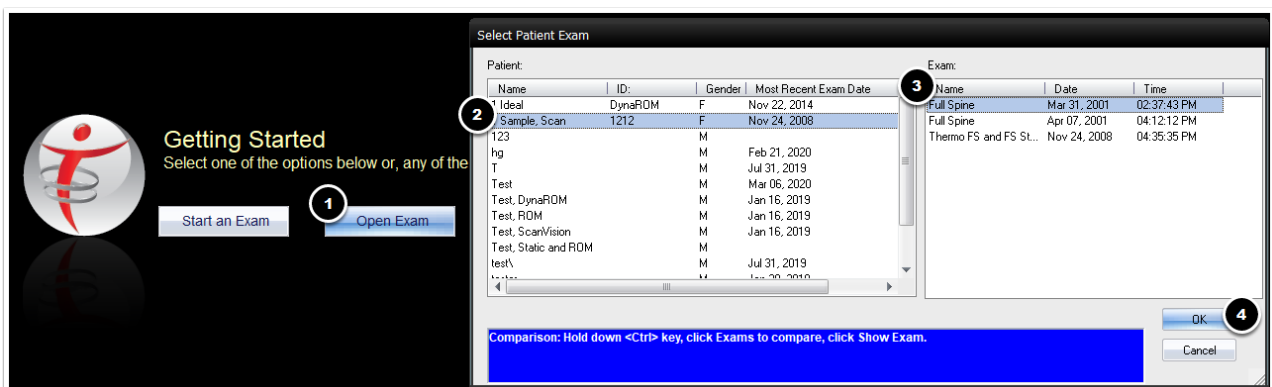 Select Patient Exam
Getting Started
Select one of the options below or, any of the
1
Start an Exam
Open Exam
Patient:
Name ID: Gender Most Recent Exam Date
2
1 Ideal DynaROM F Nov 22, 2014
Sample, Scan 1212 F Nov 24, 2008
123 M
hg M Feb 21, 2020
T M Jul 31, 2019
Test M Mar 06, 2020
Test, DynaROM M Jan 16, 2019
Test, ROM M Jan 16, 2019
Test, ScanVision M Jan 16, 2019
Test, Static and ROM M
test\ M Jul 31, 2019
Exam:
3
Name Date Time
Full Spine Mar 31, 2001 02:37:43 PM
Full Spine Apr 07, 2001 04:12:12 PM
Thermo FS and FS St... Nov 24, 2008 04:35:35 PM
Comparison: Hold down <Ctrl> key, click Exams to compare, click Show Exam.
OK
4
Cancel